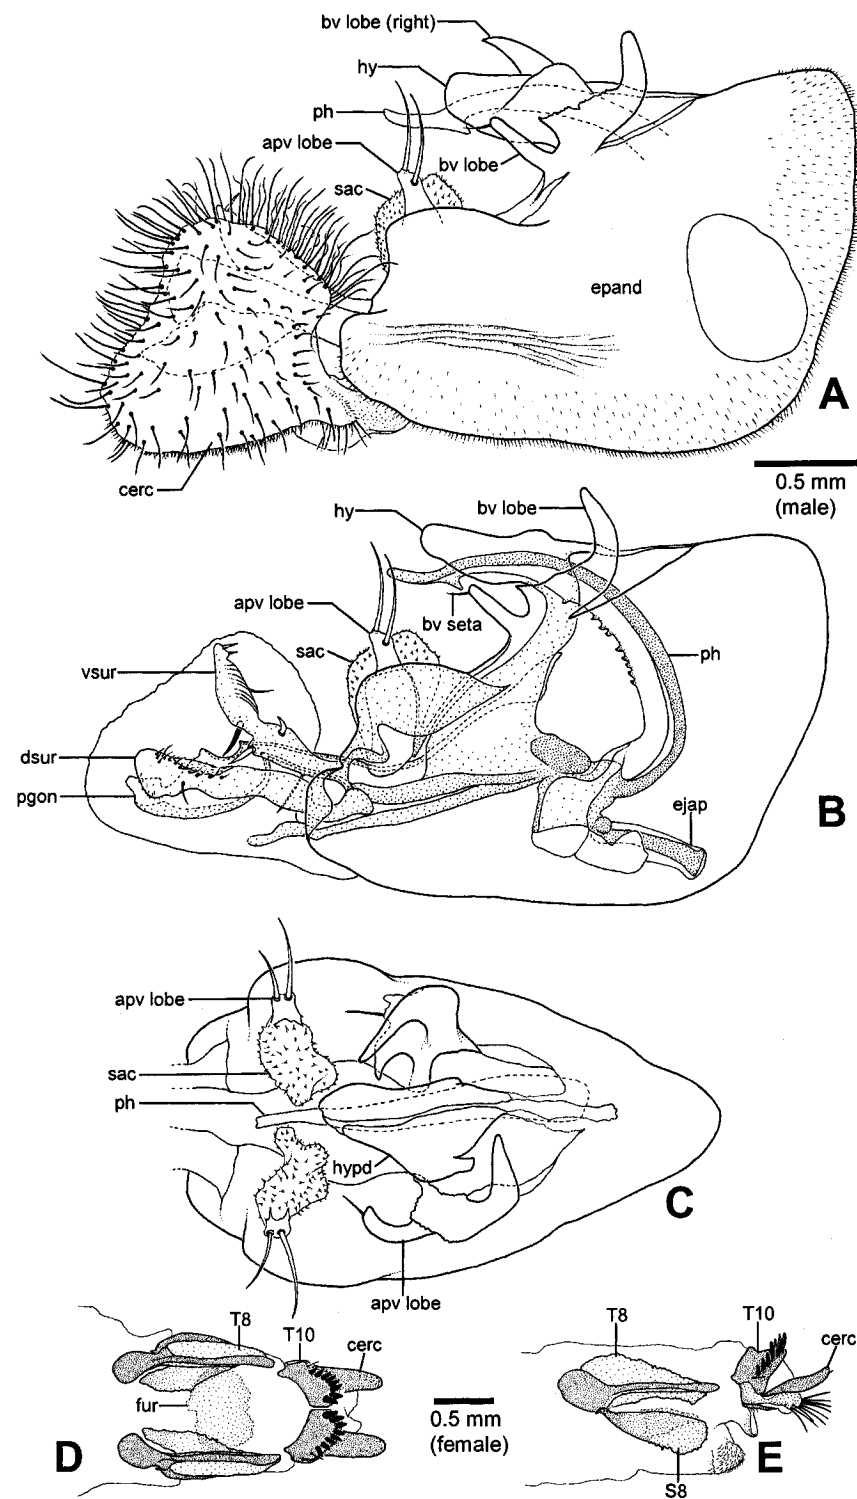 bv lobe (right)
hy
ph
apv lobe
bv lobe
sac
epand
A
cerc
0.5 mm
(male)
hy
bv lobe
apv lobe
bv seta
sac
vsur
ph
dsur
pgon
ejap
B
apv lobe
sac
ph
hypd
C
apv lobe
T8
T10
cerc
fur
D
0.5 mm
(female)
T8
T10
cerc
E
S8